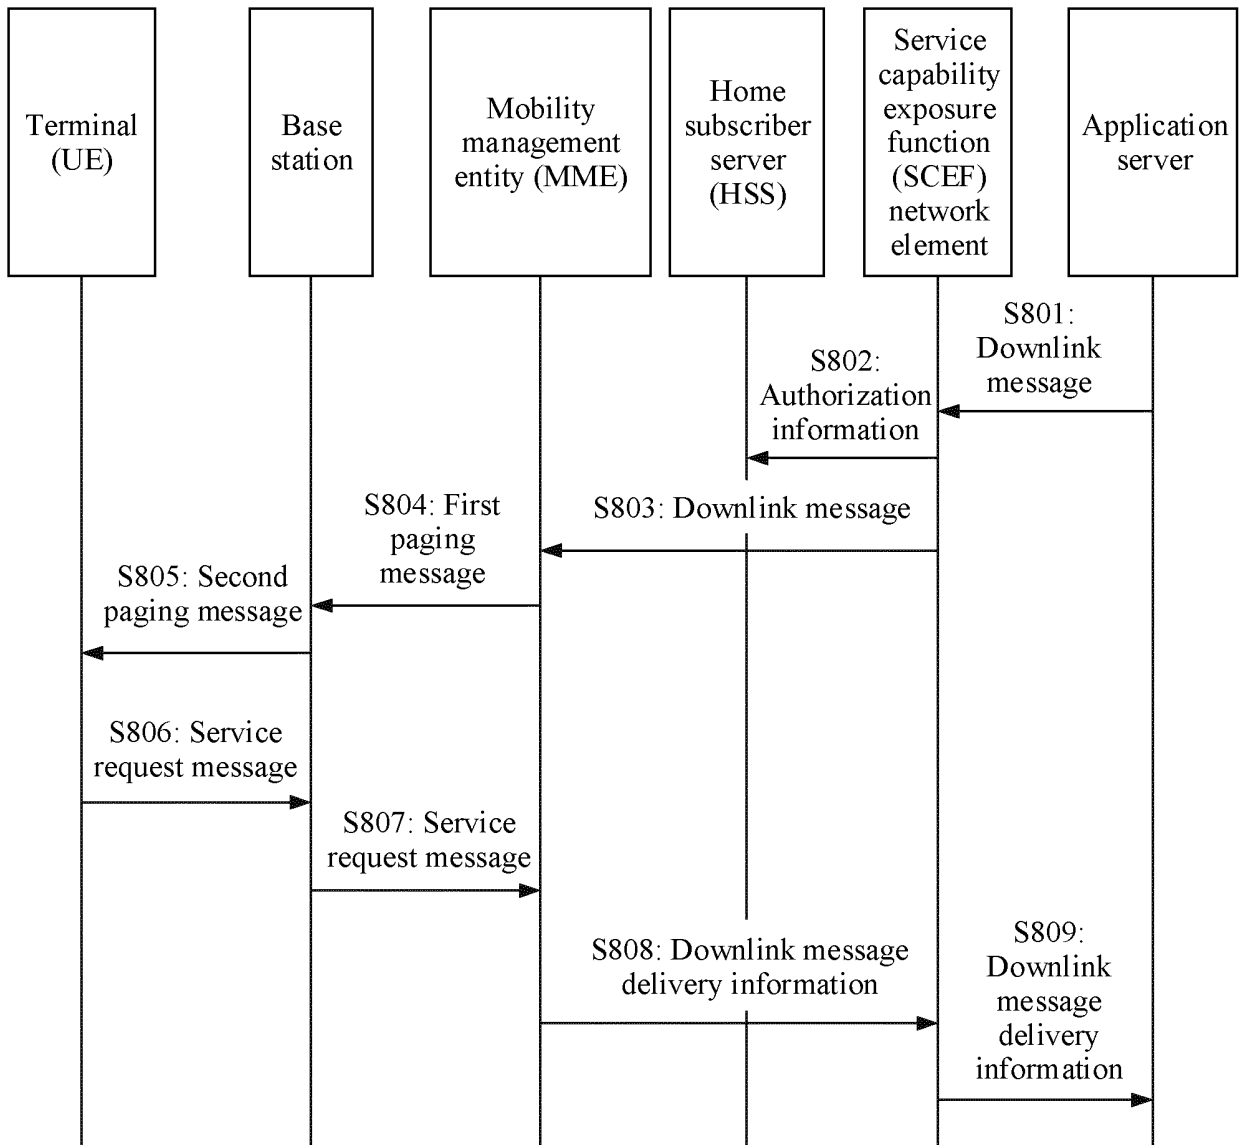 Terminal
(UE)
Base
station
Mobility
management
entity (MME)
Home
subscriber
server
(HSS)
Service
capability
exposure
function
(SCEF)
network
element
Application
server
S801:
Downlink
message
S802:
Authorization
information
S803: Downlink message
S804: First
paging
message
S805: Second
paging message
S806: Service
request message
S807: Service
request message
S808: Downlink message
delivery information
S809:
Downlink
message
delivery
information